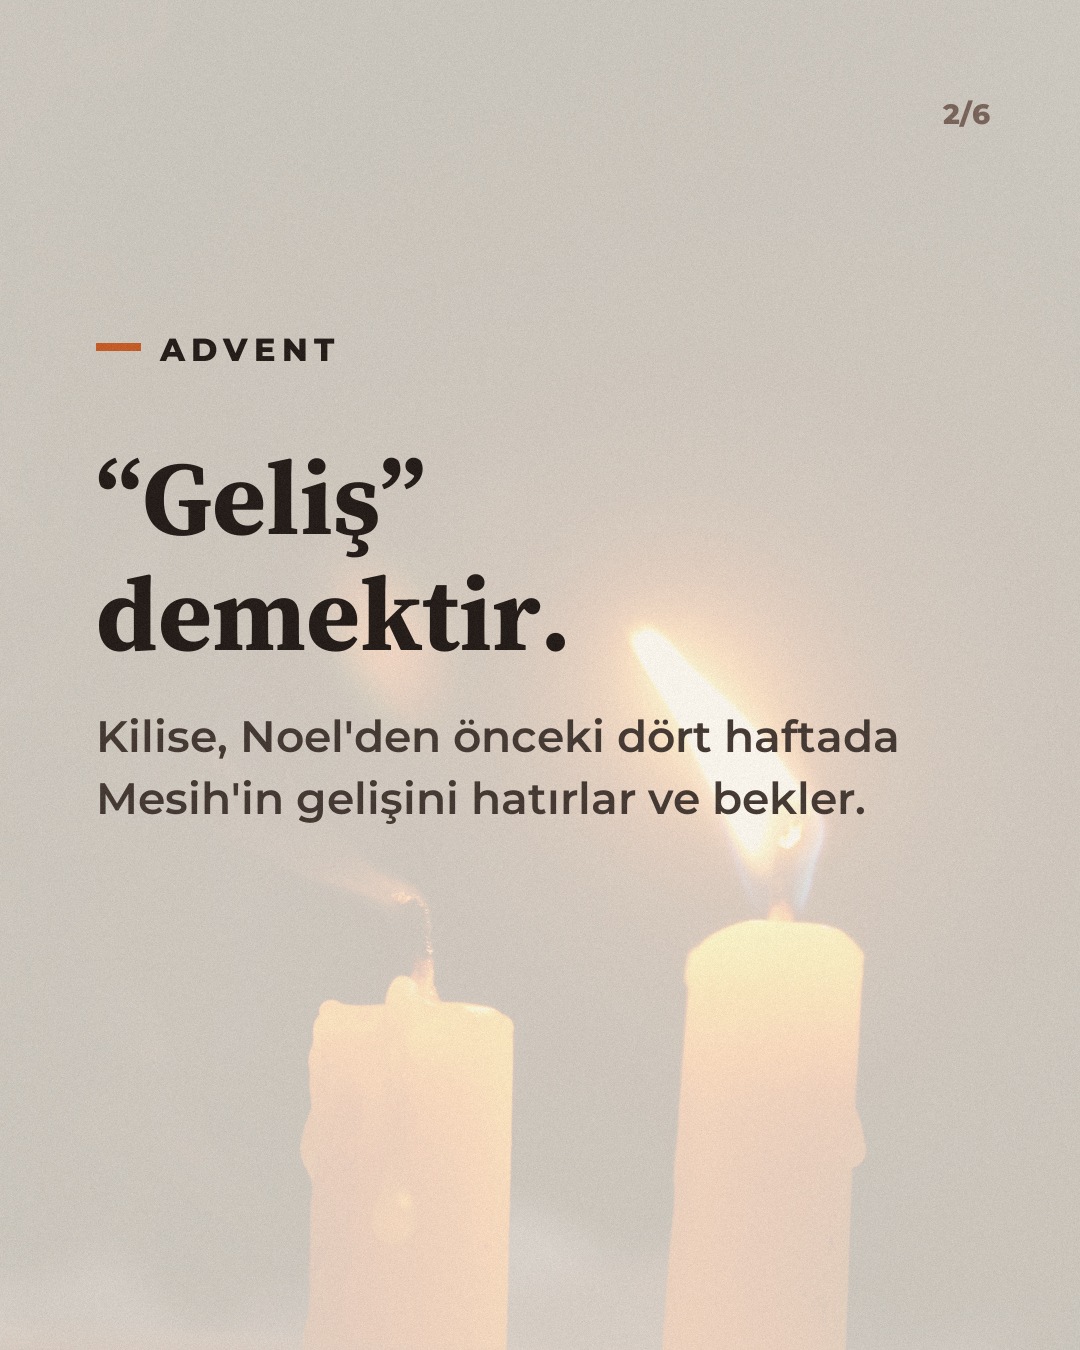 2/6
ADVENT
“Geliş”
demektir.
Kilise, Noel'den önceki dört haftada
Mesih'in gelişini hatırlar ve bekler.